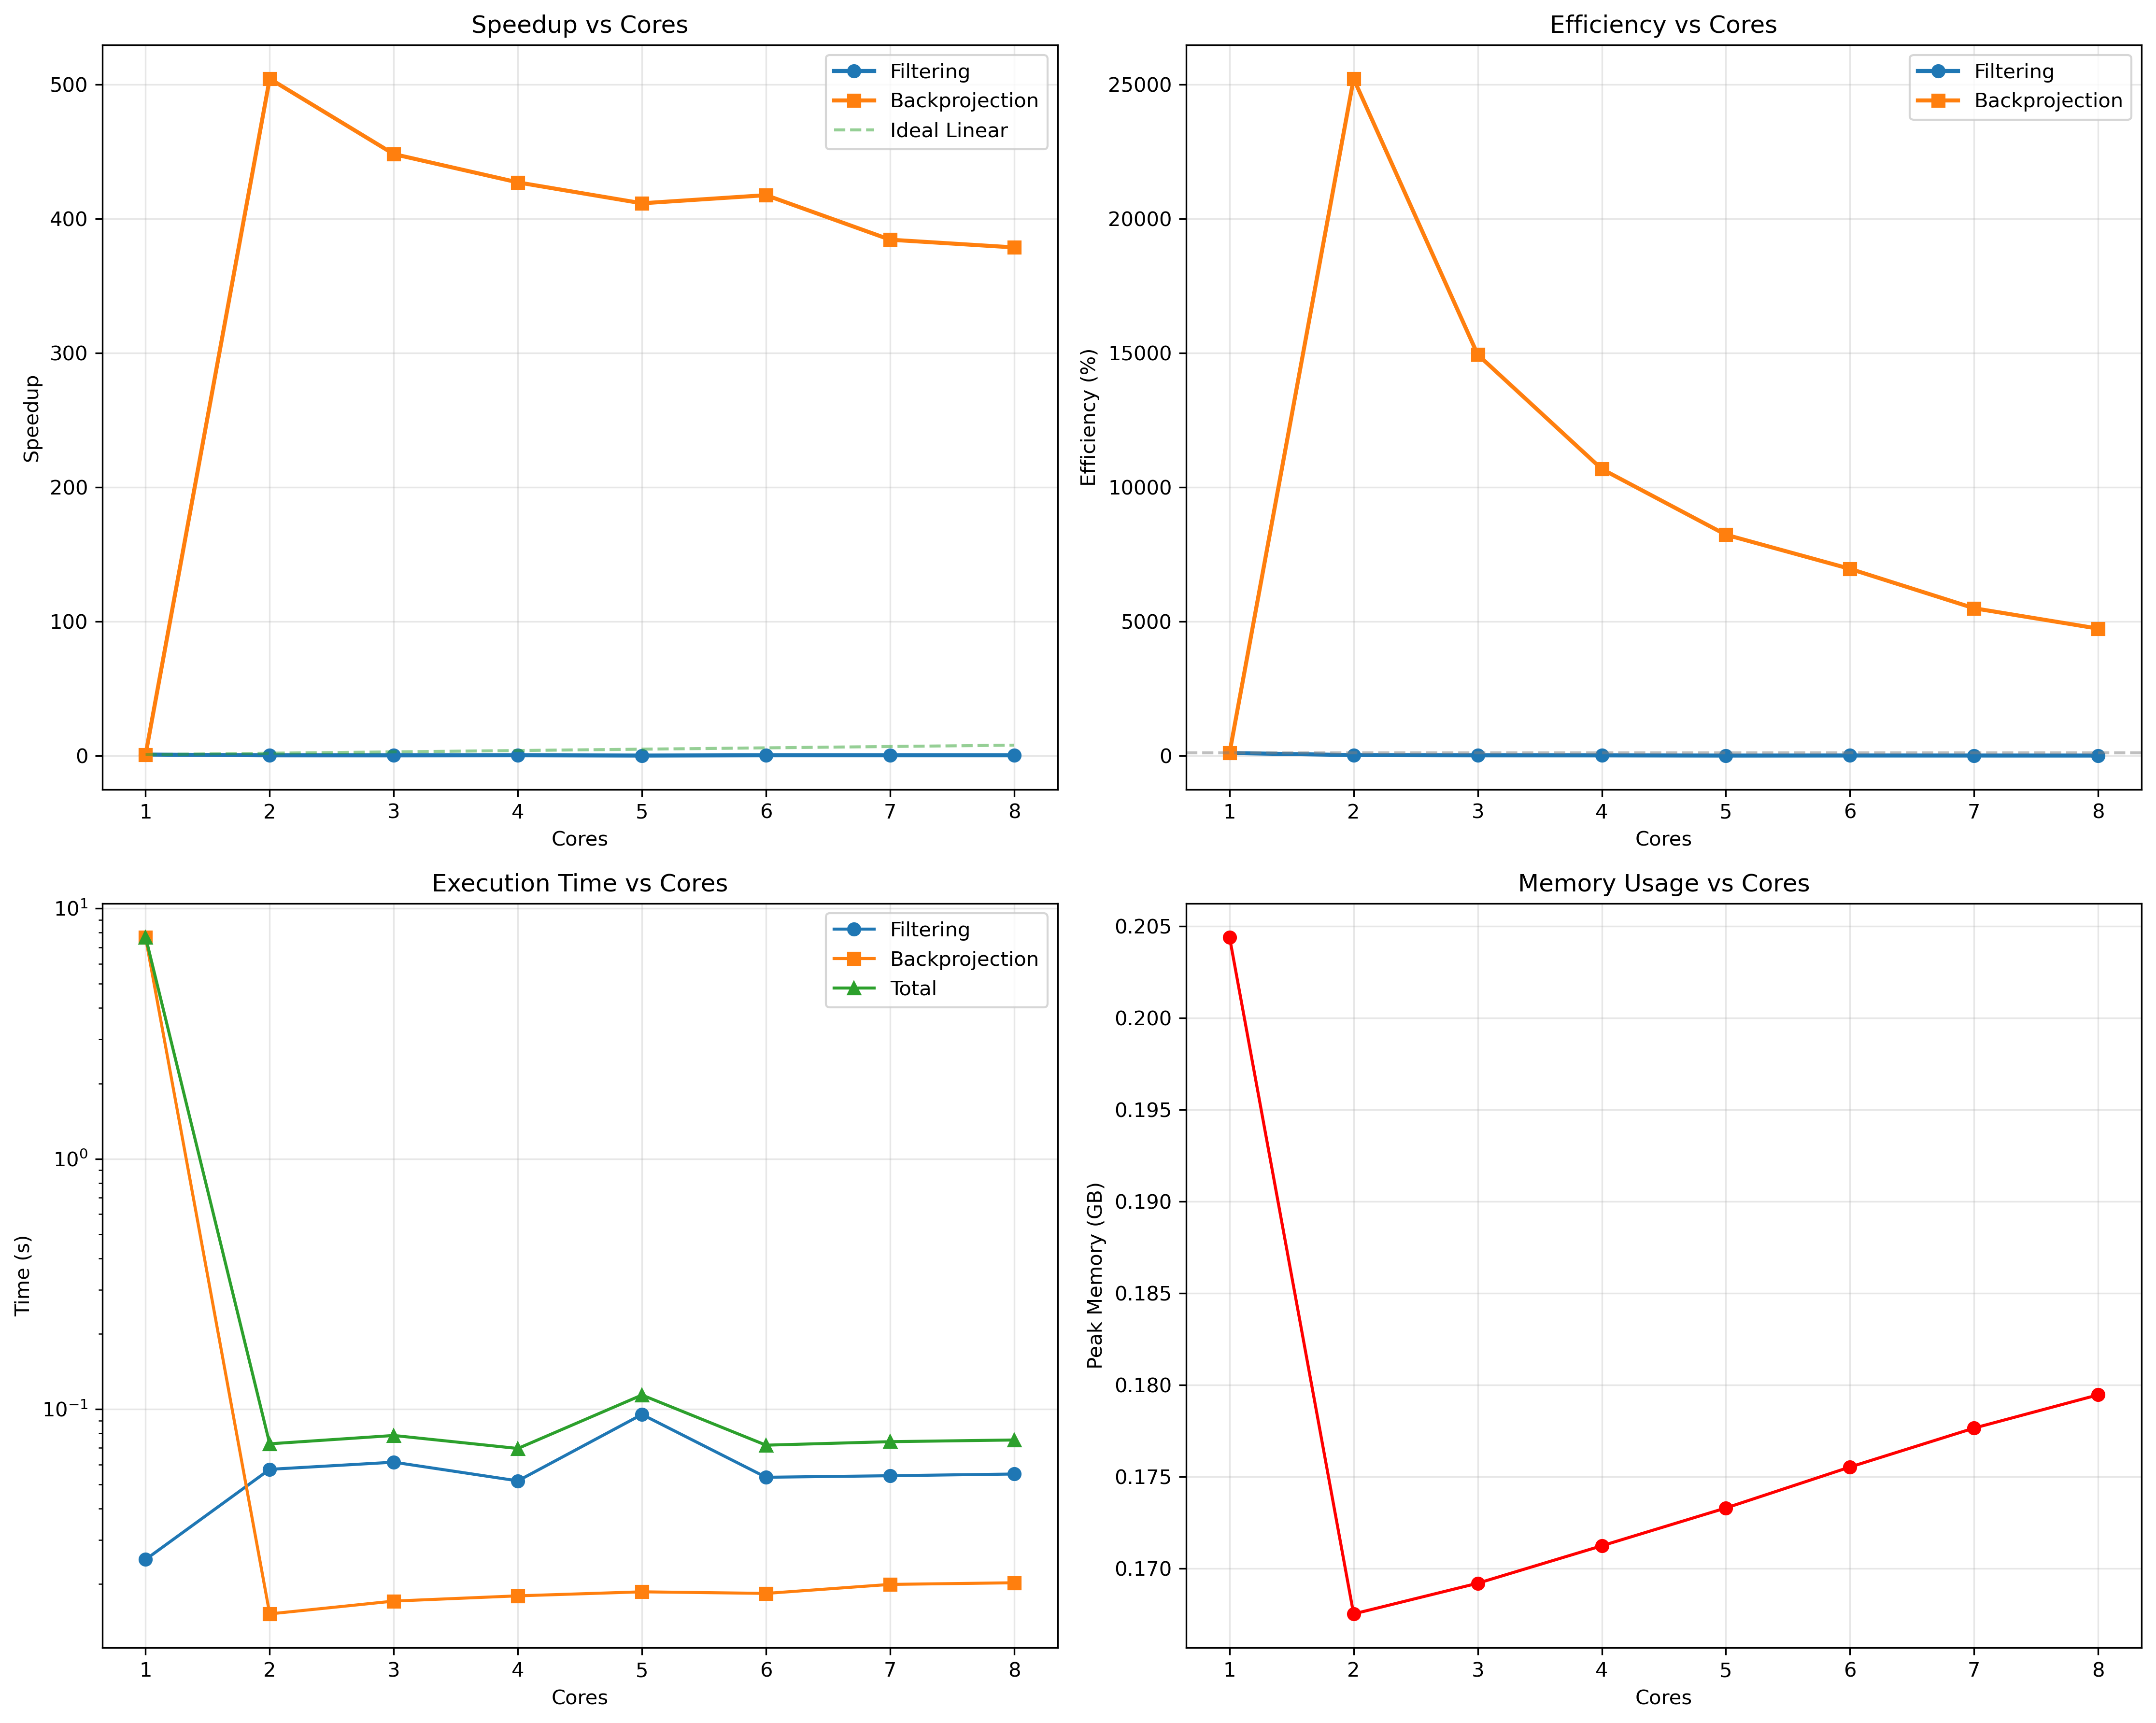 Speedup vs Cores
Speedup
500
400
300
200
100
0
Filtering
Backprojection
Ideal Linear
1 2 3 4 5 6 7 8
Cores
Efficiency vs Cores
Efficiency (%)
25000
20000
15000
10000
5000
0
Filtering
Backprojection
1 2 3 4 5 6 7 8
Cores
Execution Time vs Cores
Time (s)
10¹
10⁰
10⁻¹
Filtering
Backprojection
Total
1 2 3 4 5 6 7 8
Cores
Memory Usage vs Cores
Peak Memory (GB)
0.205
0.200
0.195
0.190
0.185
0.180
0.175
0.170
1 2 3 4 5 6 7 8
Cores